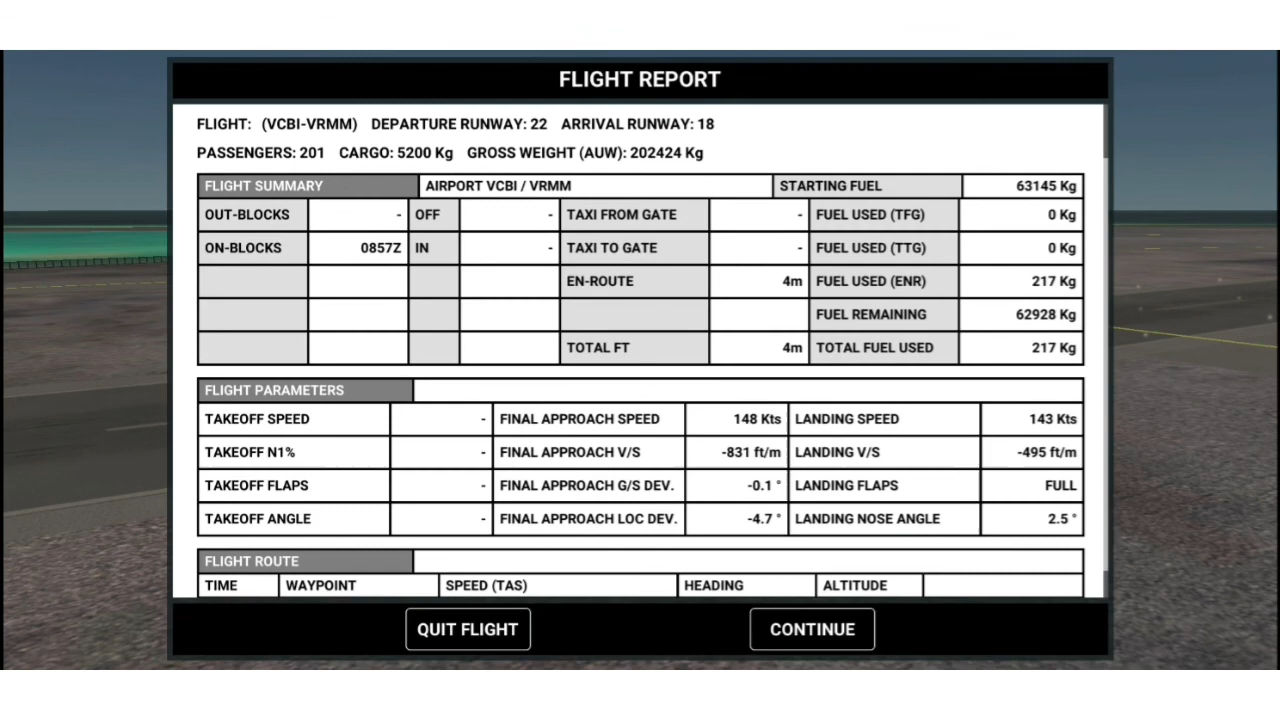 FLIGHT REPORT
FLIGHT: (VCBI-VRMM) DEPARTURE RUNWAY: 22 ARRIVAL RUNWAY: 18
PASSENGERS: 201 CARGO: 5200 Kg GROSS WEIGHT (AUW): 202424 Kg
FLIGHT SUMMARY AIRPORT VCBI / VRMM STARTING FUEL 63145 Kg
OUT-BLOCKS - OFF - TAXI FROM GATE - FUEL USED (TFG) 0 Kg
ON-BLOCKS 0857Z IN - TAXI TO GATE - FUEL USED (TTG) 0 Kg
EN-ROUTE 4m FUEL USED (ENR) 217 Kg
FUEL REMAINING 62928 Kg
TOTAL FT 4m TOTAL FUEL USED 217 Kg
FLIGHT PARAMETERS
TAKEOFF SPEED - FINAL APPROACH SPEED 148 Kts LANDING SPEED 143 Kts
TAKEOFF N1% - FINAL APPROACH V/S -831 ft/m LANDING V/S -495 ft/m
TAKEOFF FLAPS - FINAL APPROACH G/S DEV. -0.1 ° LANDING FLAPS FULL
TAKEOFF ANGLE - FINAL APPROACH LOC DEV. -4.7 ° LANDING NOSE ANGLE 2.5 °
FLIGHT ROUTE
TIME WAYPOINT SPEED (TAS) HEADING ALTITUDE
QUIT FLIGHT CONTINUE